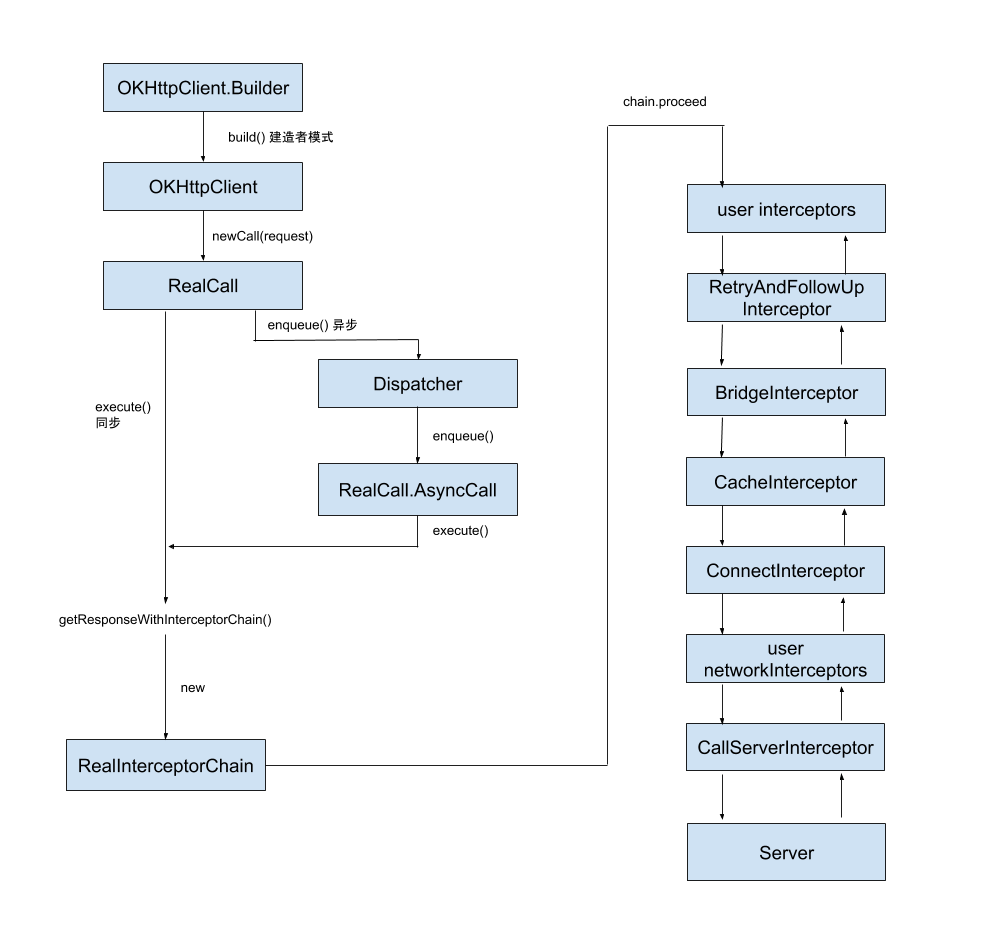 OKHttpClient.Builder
build() 建造者模式
OKHttpClient
newCall(request)
RealCall
enqueue() 异步
Dispatcher
execute()
同步
enqueue()
RealCall.AsyncCall
execute()
getResponseWithInterceptorChain()
new
RealInterceptorChain
chain.proceed
user interceptors
RetryAndFollowUp
Interceptor
BridgeInterceptor
CacheInterceptor
ConnectInterceptor
user
networkInterceptors
CallServerInterceptor
Server